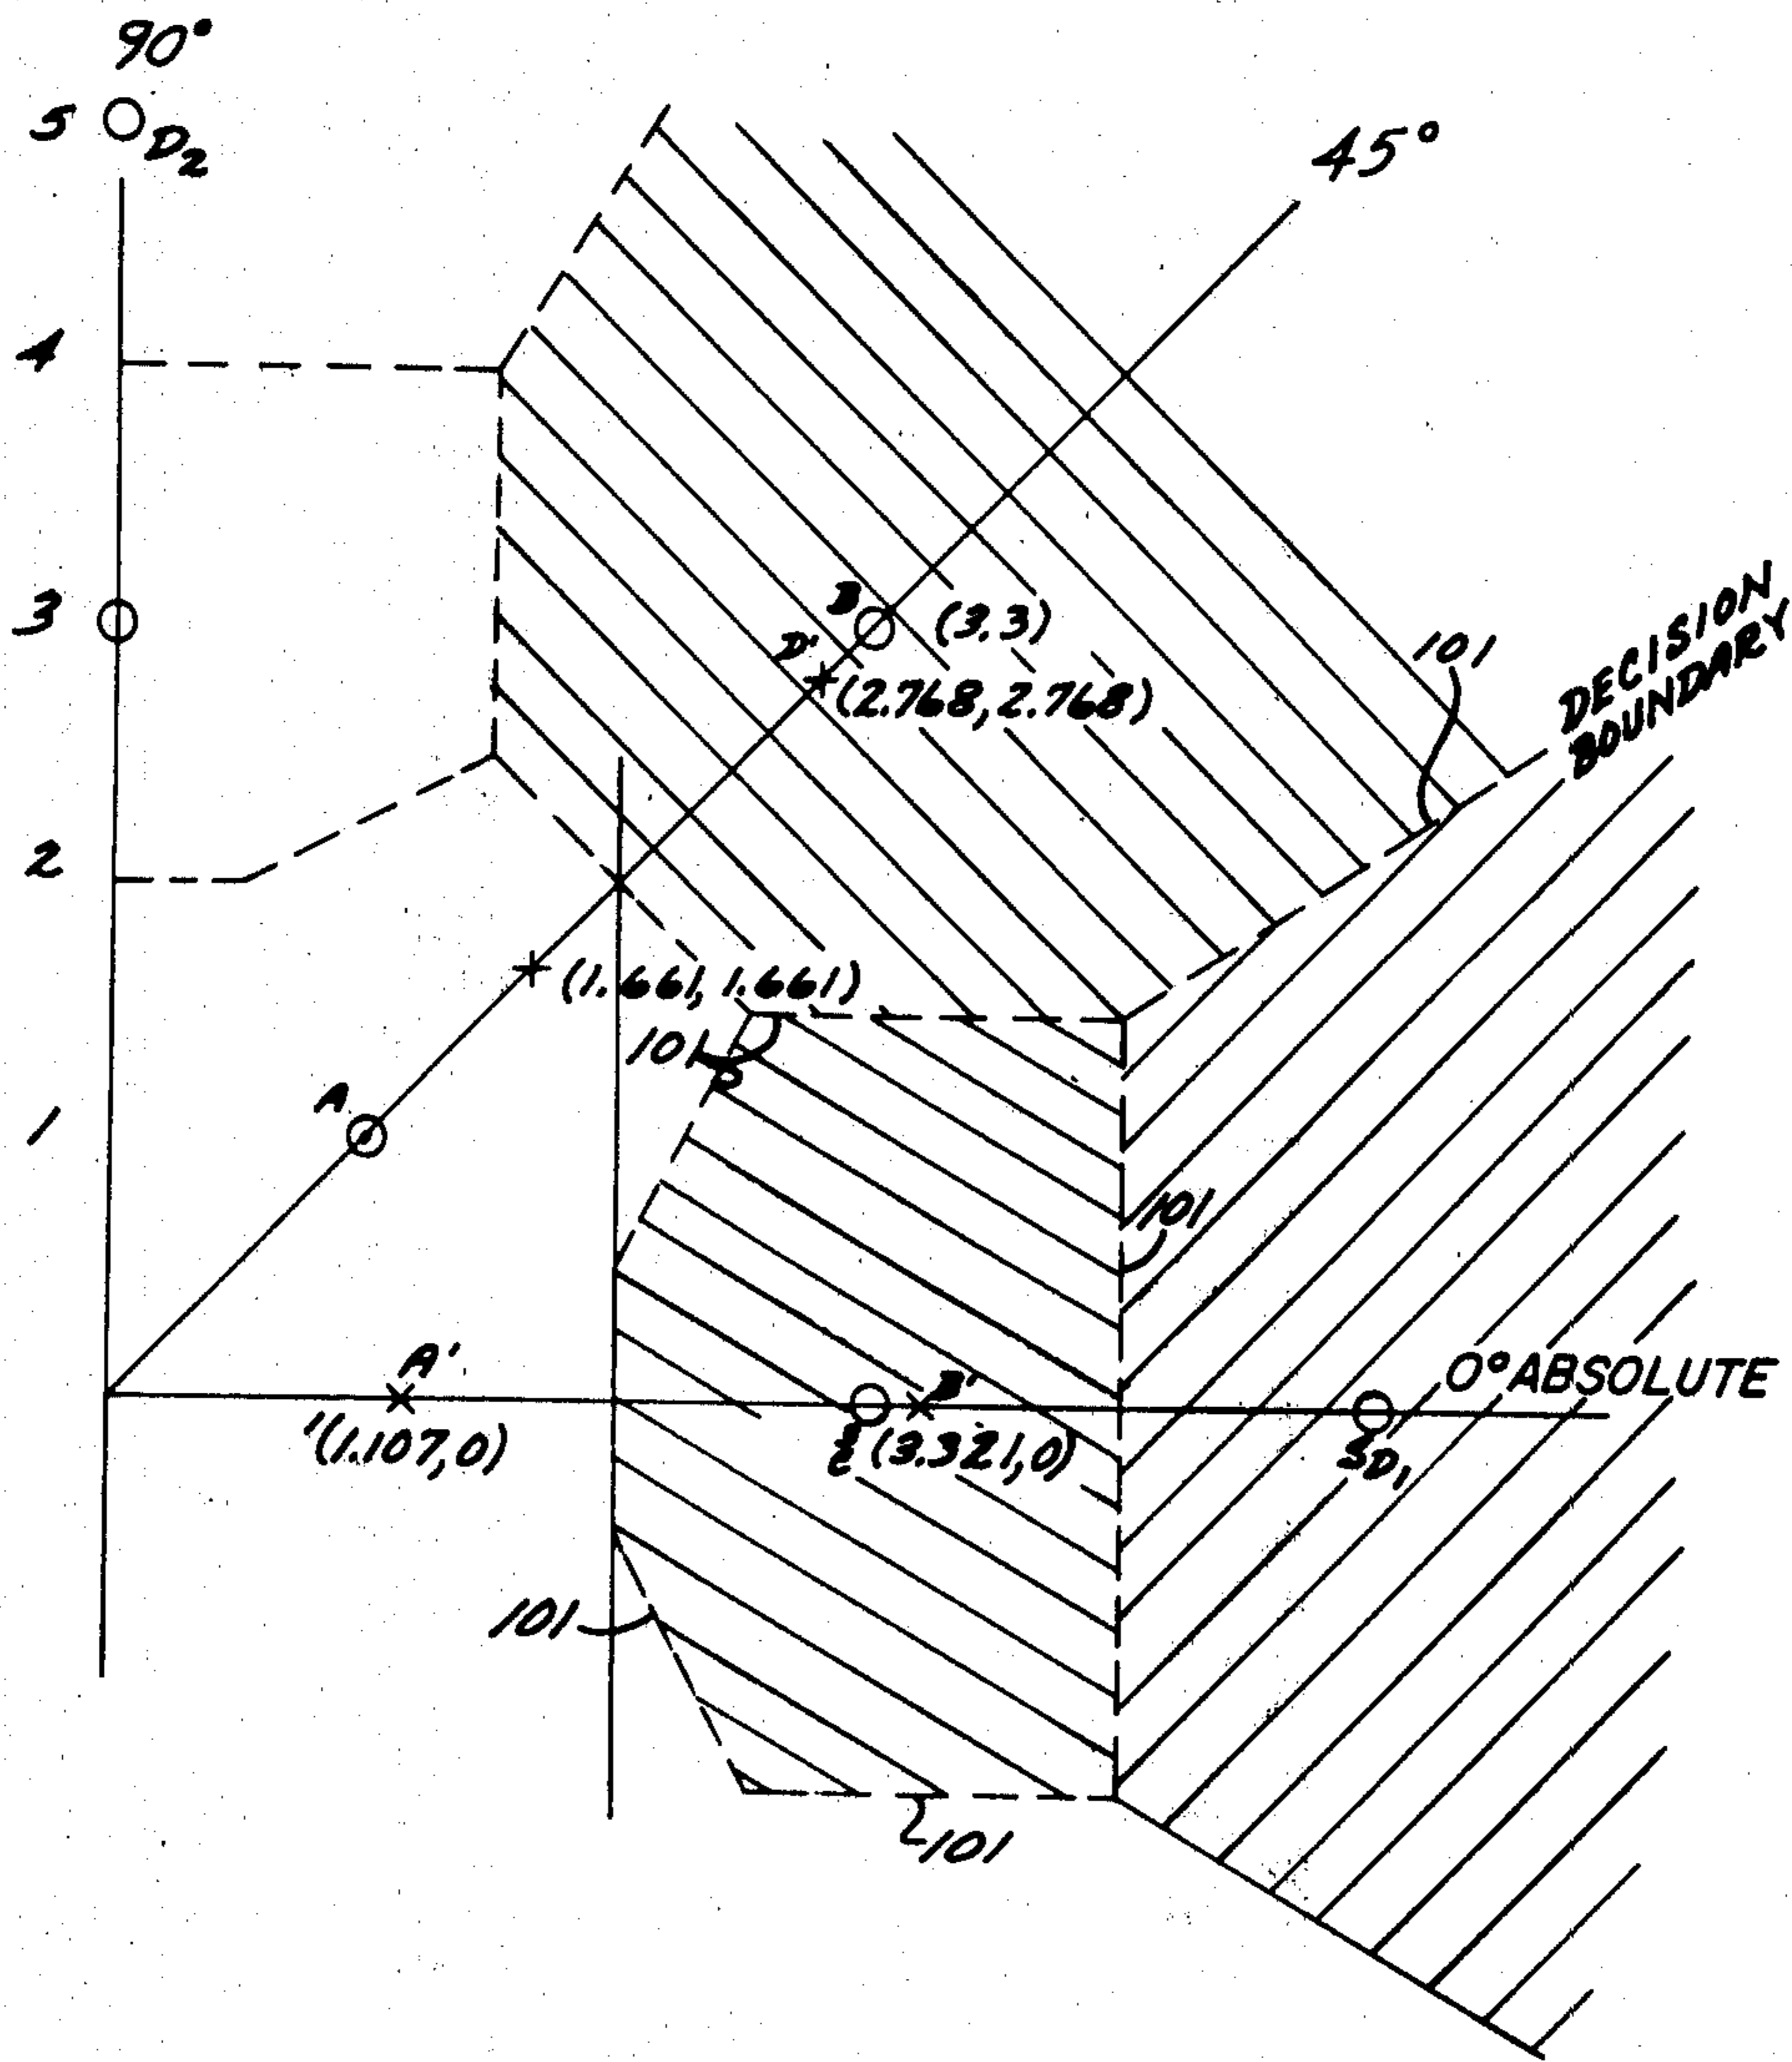 90°
5
D2
45°
4
3
B
(3.3)
D'
(2.768, 2.768)
101
DECISION
BOUNDARY
2
(1.661, 1.661)
101
A
1
101
A'
B'
0° ABSOLUTE
(1.107,0)
(3.321,0)
D1
101
101